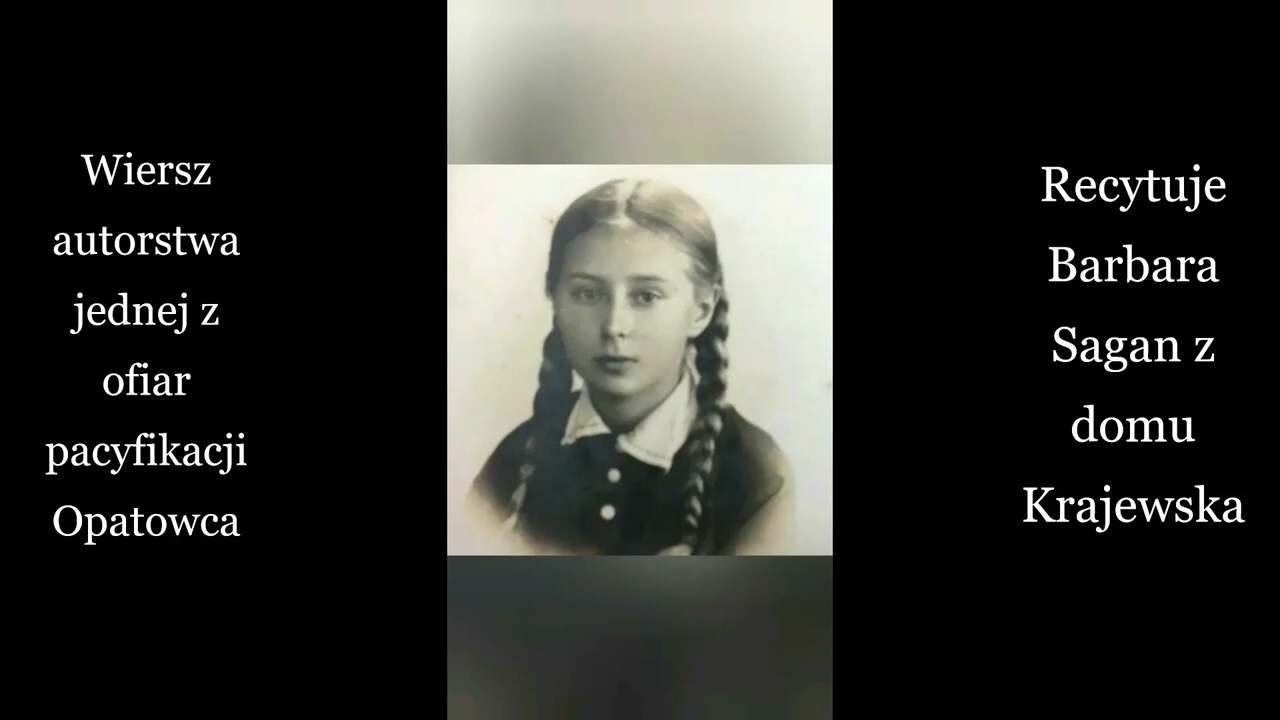 Wiersz
autorstwa
jednej z
ofiar
pacyfikacji
Opatowca
Recytuje
Barbara
Sagan z
domu
Krajewska